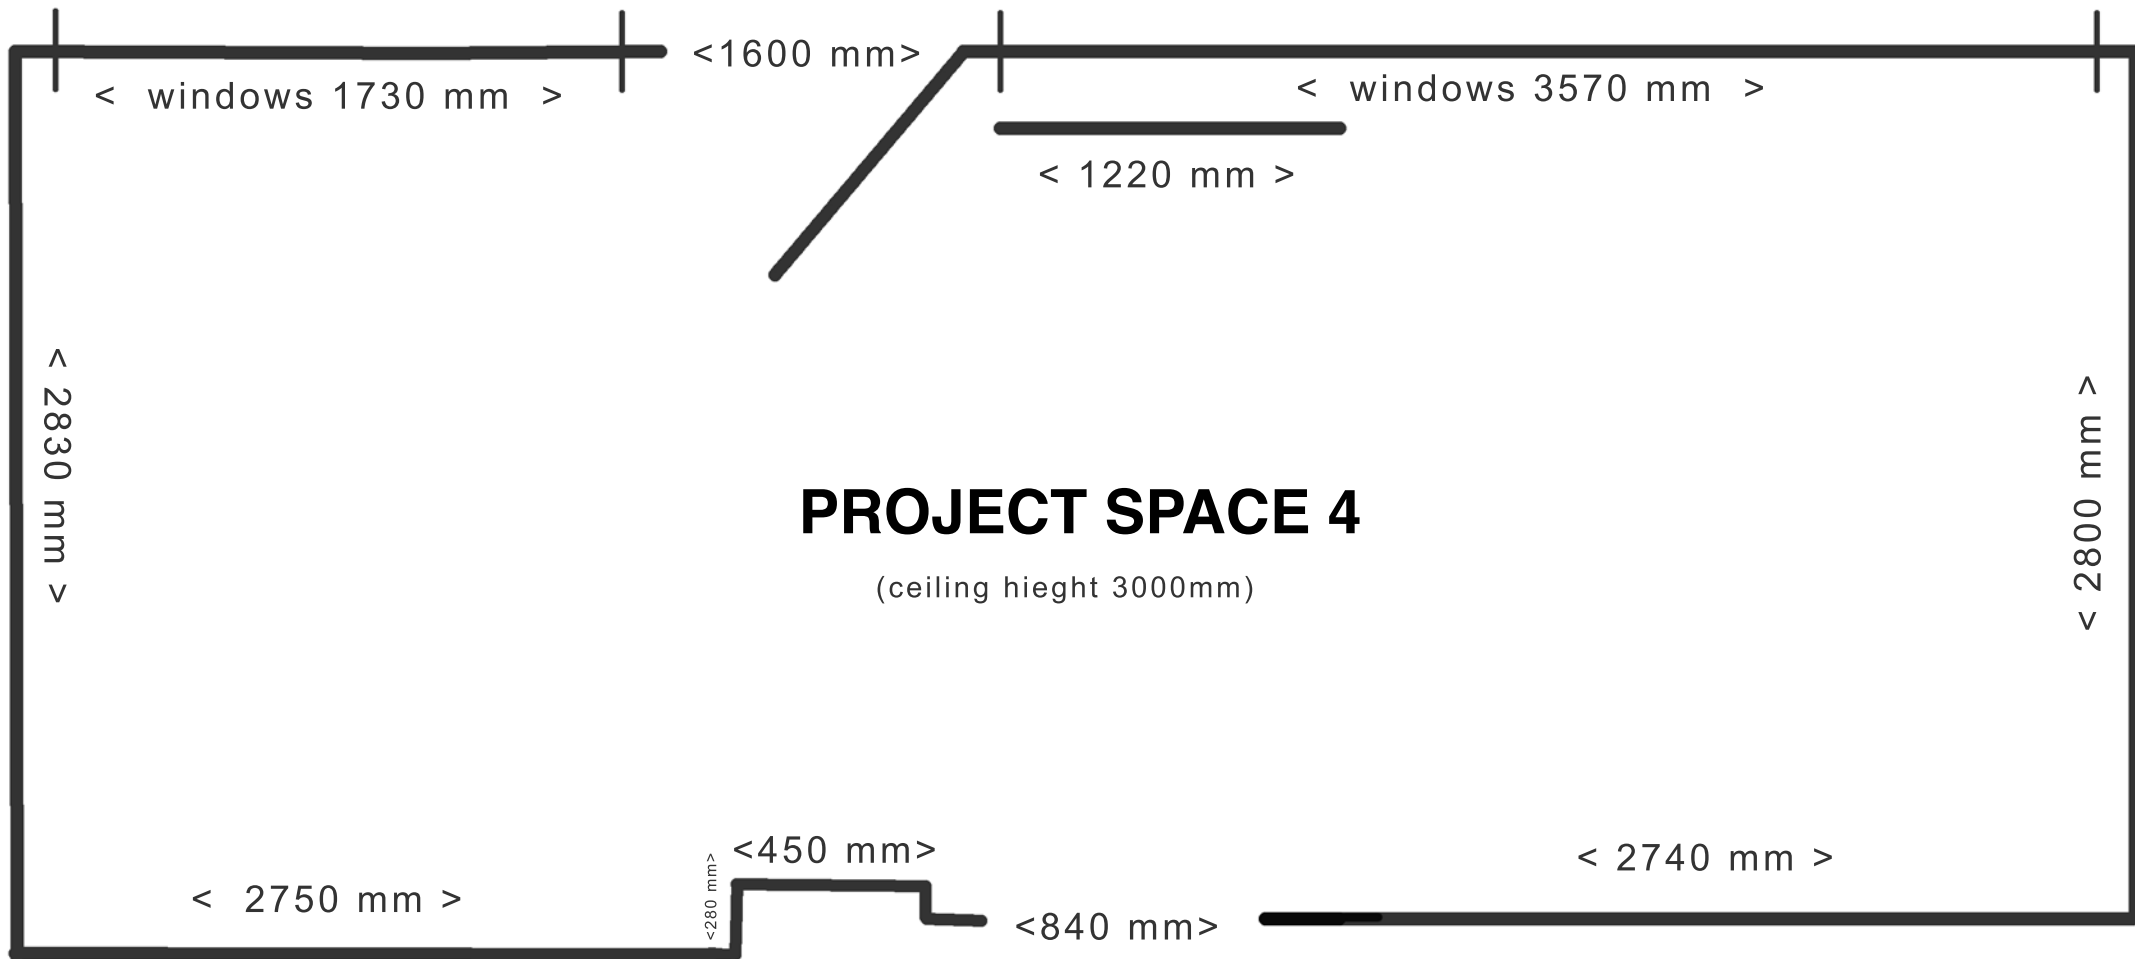 <1600 mm>
< windows 1730 mm >
< windows 3570 mm >
< 1220 mm >
< 2830 mm >
< 2800 mm >
PROJECT SPACE 4
(ceiling hieght 3000mm)
<450 mm>
< 2740 mm >
<280 mm>
< 2750 mm >
<840 mm>